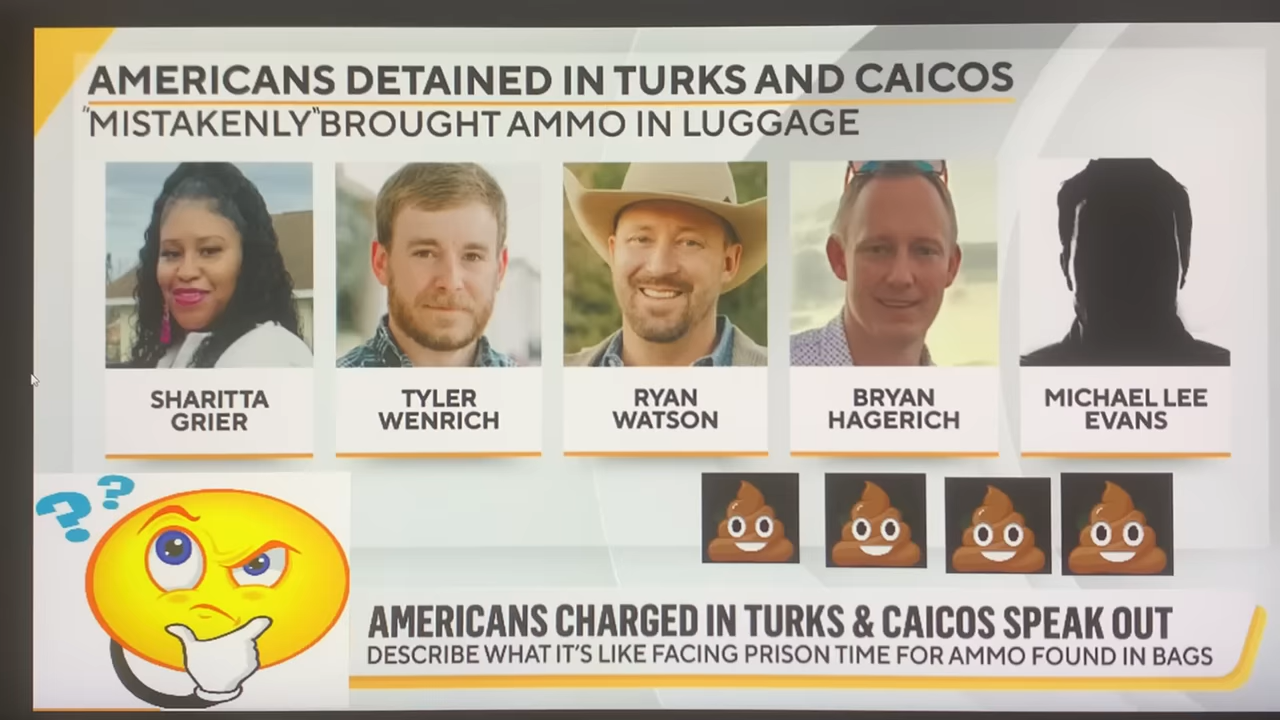 AMERICANS DETAINED IN TURKS AND CAICOS
"MISTAKENLY" BROUGHT AMMO IN LUGGAGE
SHARITTA
GRIER
TYLER
WENRICH
RYAN
WATSON
BRYAN
HAGERICH
MICHAEL LEE
EVANS
? ?
AMERICANS CHARGED IN TURKS & CAICOS SPEAK OUT
DESCRIBE WHAT IT'S LIKE FACING PRISON TIME FOR AMMO FOUND IN BAGS